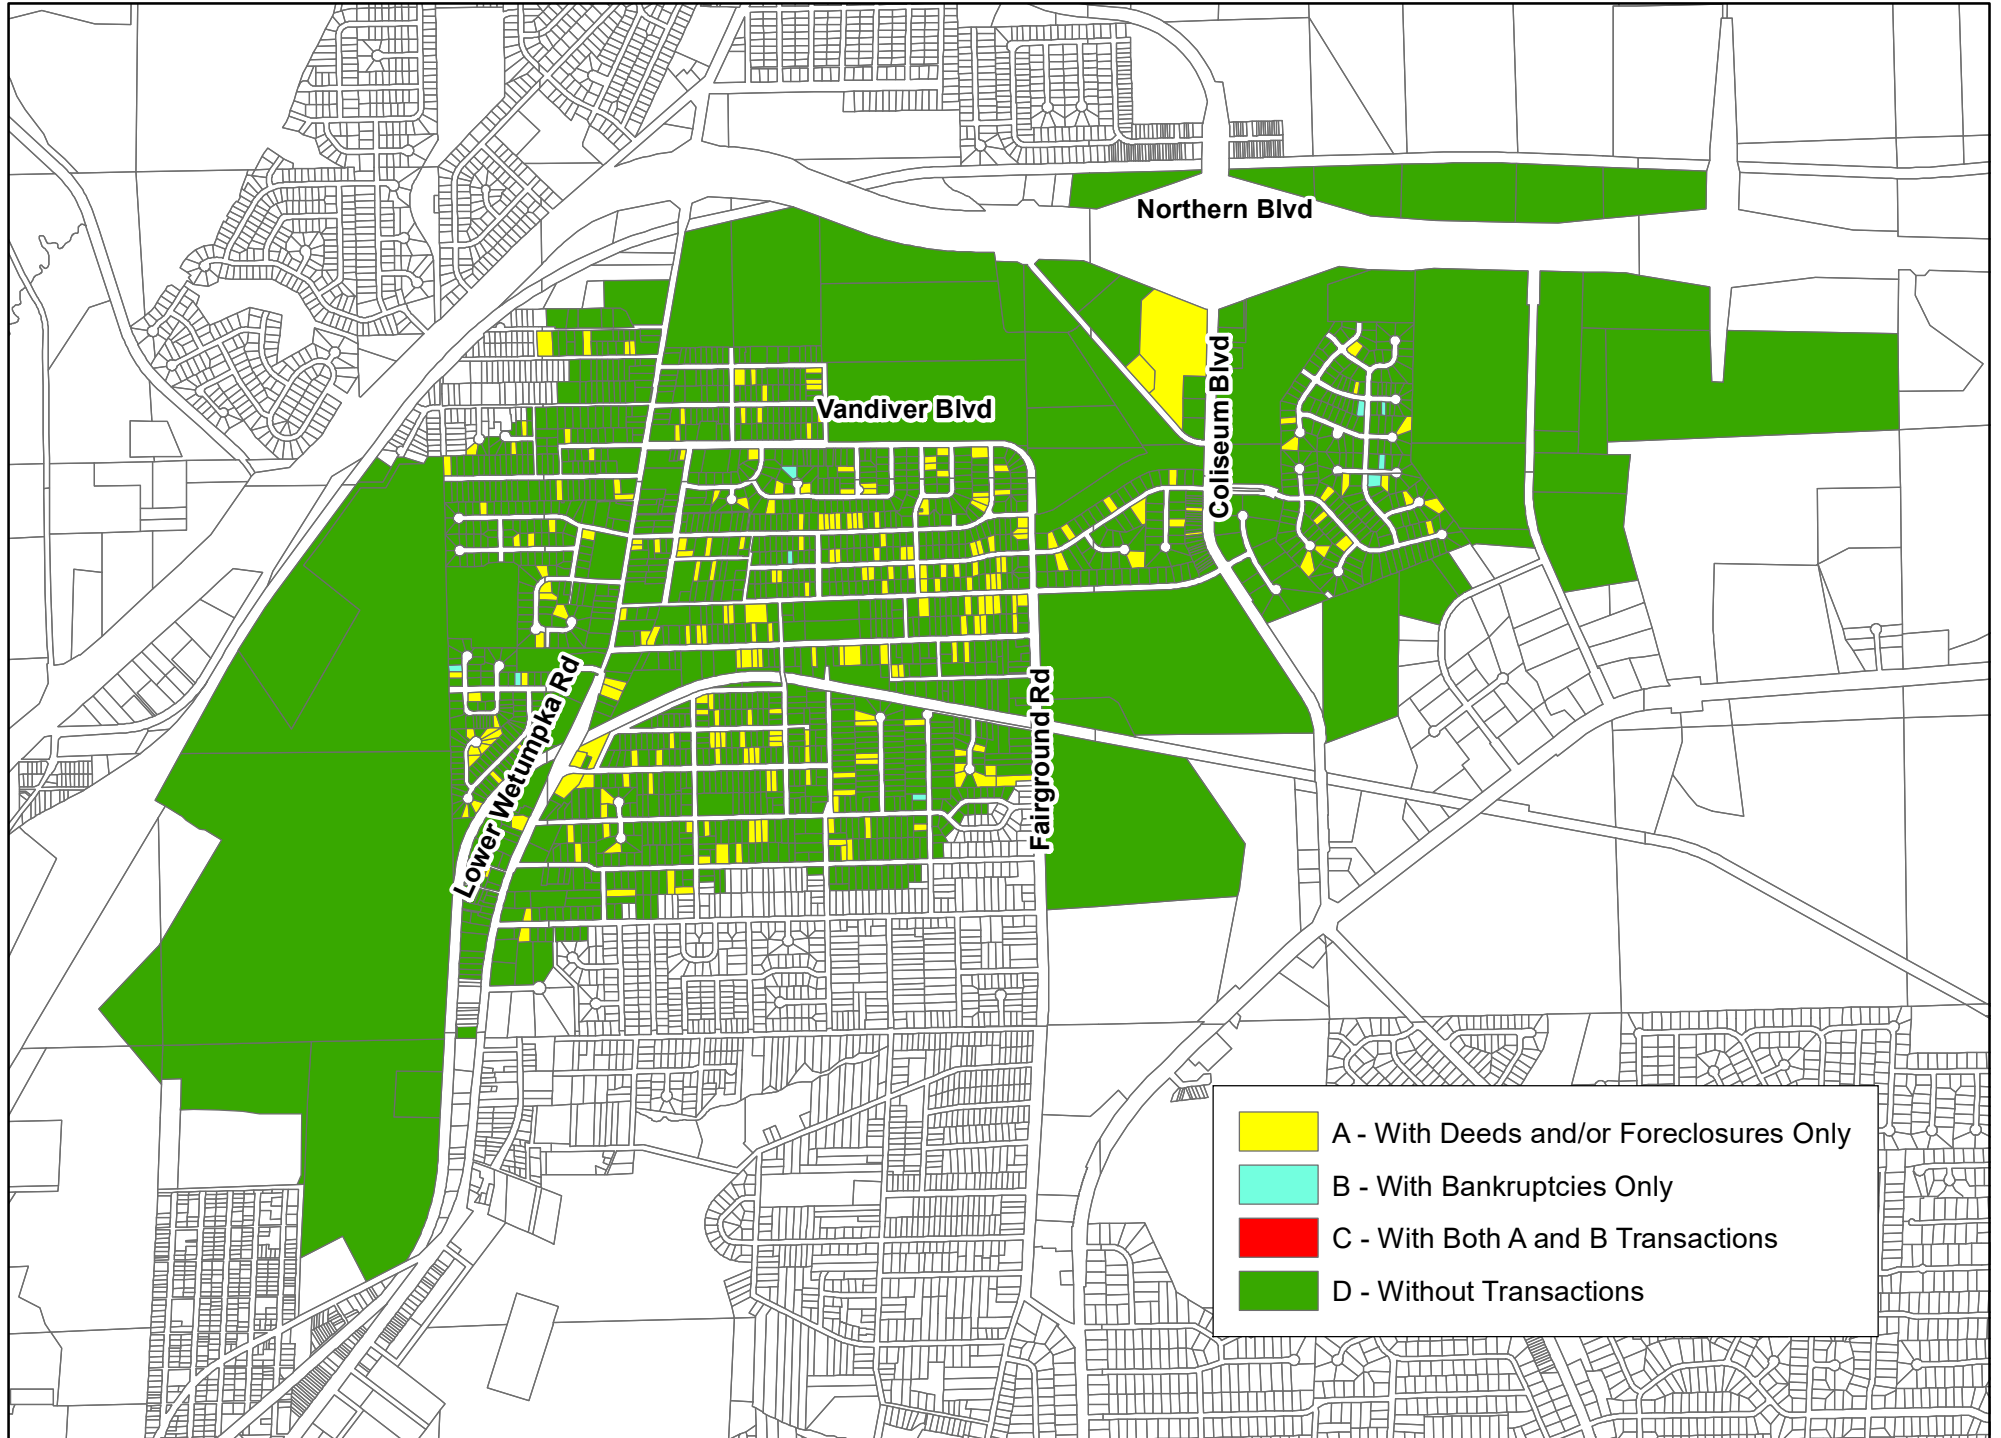 Northern Blvd
Vandiver Blvd
Coliseum Blvd
Lower Wetumpka Rd
Fairground Rd
A - With Deeds and/or Foreclosures Only
B - With Bankruptcies Only
C - With Both A and B Transactions
D - Without Transactions